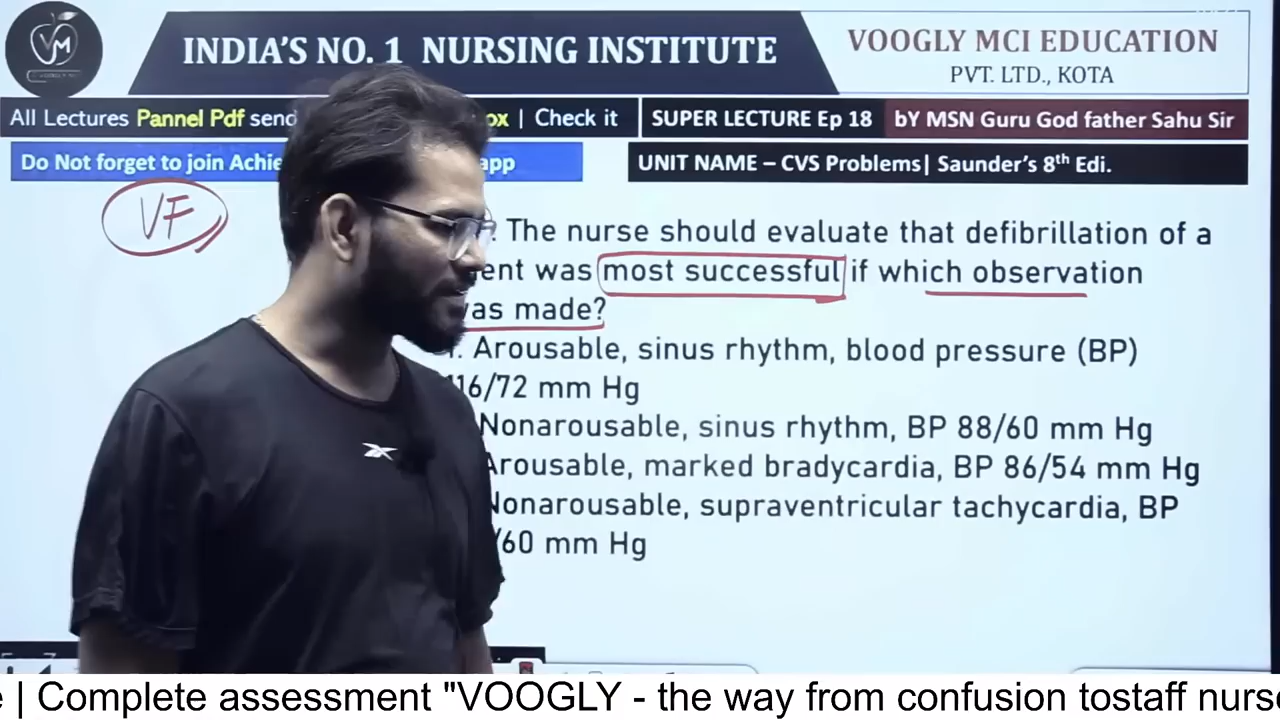 VM
INDIA'S NO. 1 NURSING INSTITUTE
VOOGLY MCI EDUCATION
PVT. LTD., KOTA
All Lectures Pannel Pdf send ox | Check it
SUPER LECTURE Ep 18
bY MSN Guru God father Sahu Sir
Do Not forget to join Achie app
UNIT NAME – CVS Problems| Saunder's 8th Edi.
VF
. The nurse should evaluate that defibrillation of a
ent was most successful if which observation
was made?
1. Arousable, sinus rhythm, blood pressure (BP)
116/72 mm Hg
Nonarousable, sinus rhythm, BP 88/60 mm Hg
Arousable, marked bradycardia, BP 86/54 mm Hg
Nonarousable, supraventricular tachycardia, BP
/60 mm Hg
e | Complete assessment "VOOGLY - the way from confusion tostaff nurse